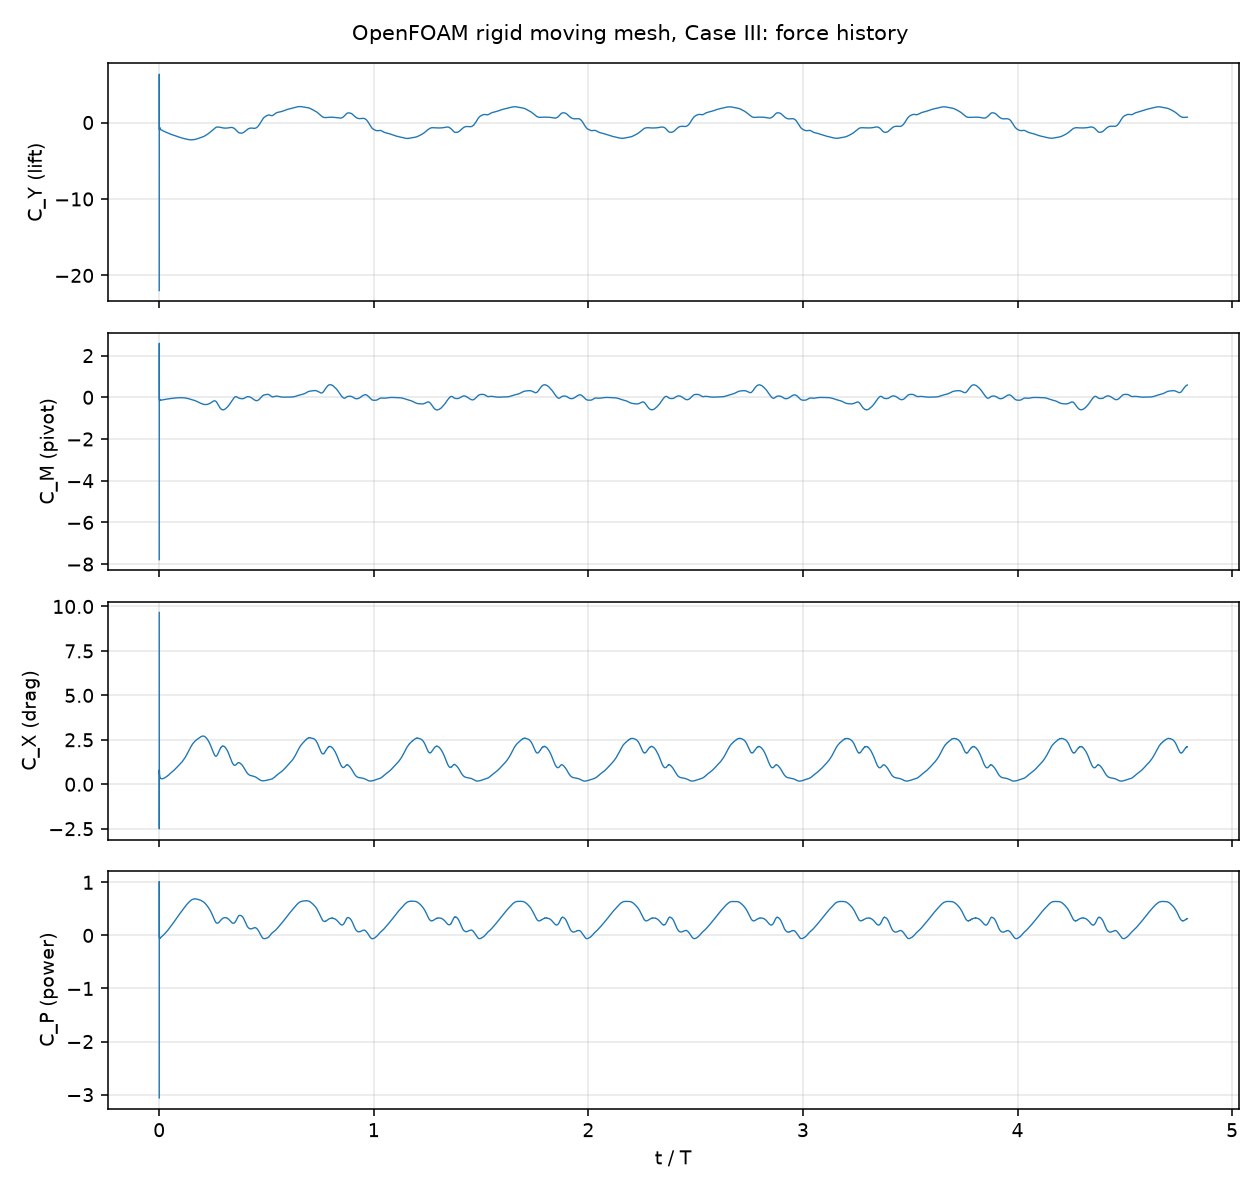 OpenFOAM rigid moving mesh, Case III: force history
C_Y (lift)
0
−10
−20
C_M (pivot)
2
0
−2
−4
−6
−8
C_X (drag)
10.0
7.5
5.0
2.5
0.0
−2.5
C_P (power)
1
0
−1
−2
−3
0 1 2 3 4 5
t / T